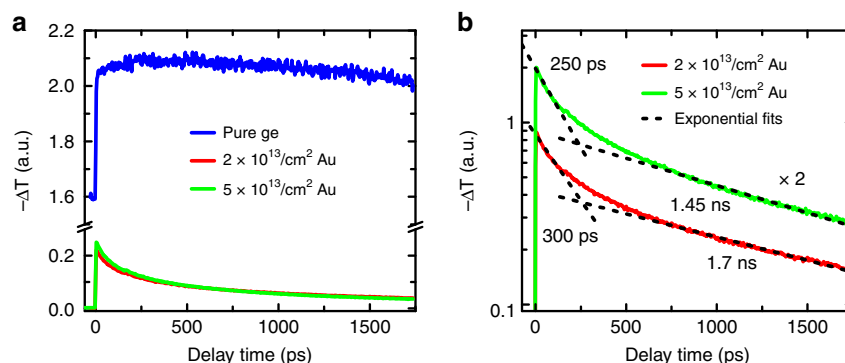 a
2.4
2.0
1.6
0.2
0.0
−ΔT (a.u.)
Pure ge
2 × 10¹³/cm² Au
5 × 10¹³/cm² Au
0 500 1000 1500
Delay time (ps)
b
1
0.1
−ΔT (a.u.)
250 ps
2 × 10¹³/cm² Au
5 × 10¹³/cm² Au
Exponential fits
× 2
1.45 ns
300 ps
1.7 ns
0 500 1000 1500
Delay time (ps)